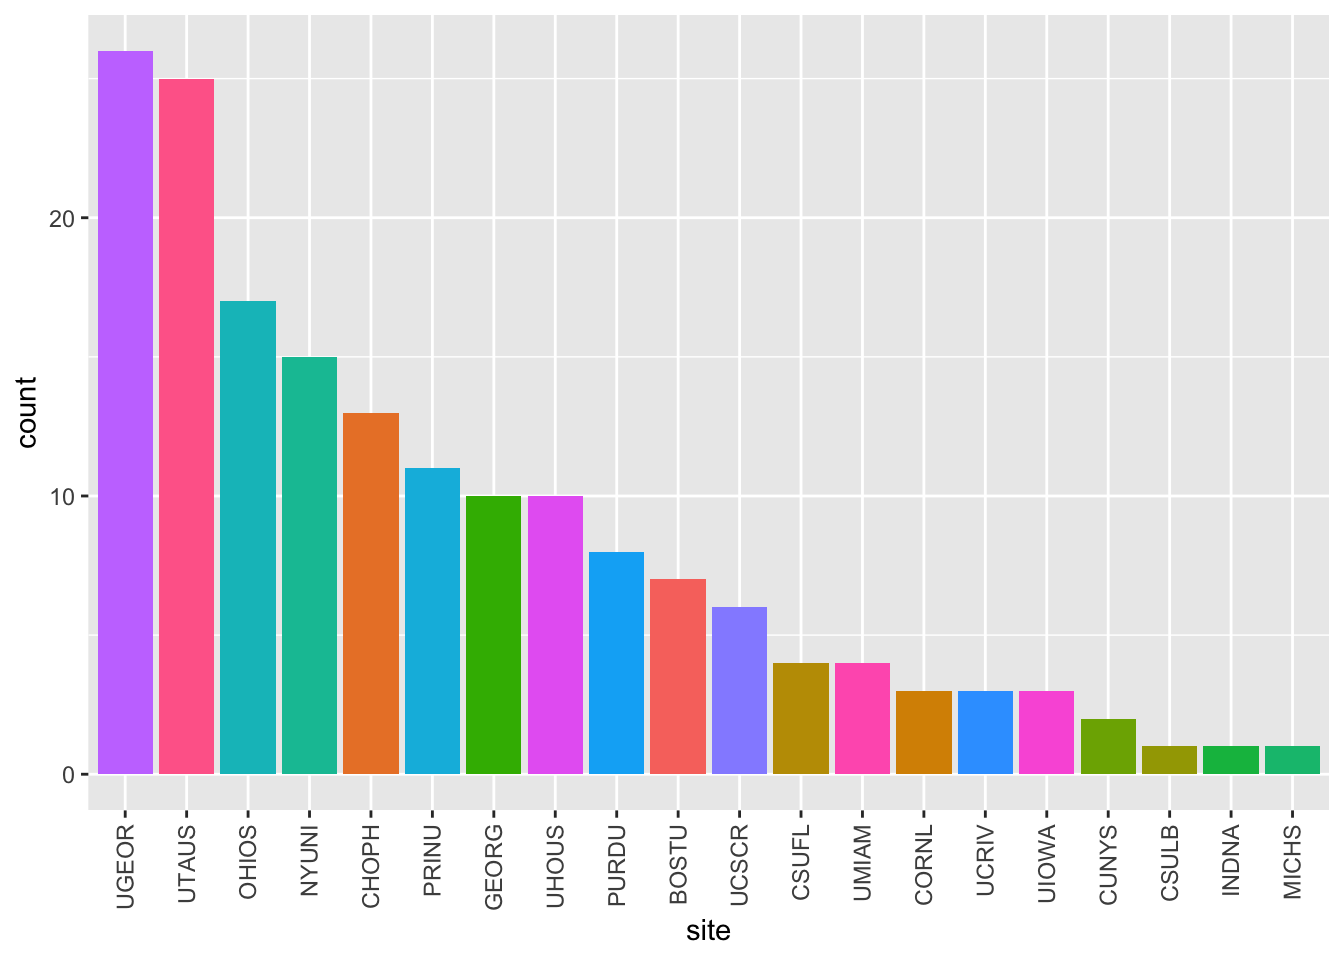 count
20
10
0
UGEOR
UTAUS
OHIOS
NYUNI
CHOPH
PRINU
GEORG
UHOUS
PURDU
BOSTU
UCSCR
CSUFL
UMIAM
CORNL
UCRIV
UIOWA
CUNYS
CSULB
INDNA
MICHS
site